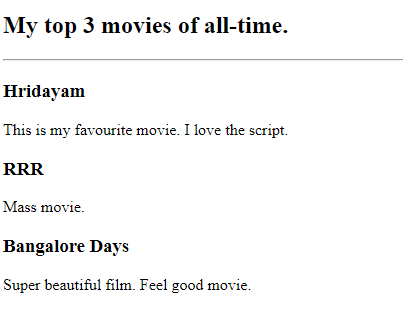 My top 3 movies of all-time.
Hridayam
This is my favourite movie. I love the script.
RRR
Mass movie.
Bangalore Days
Super beautiful film. Feel good movie.